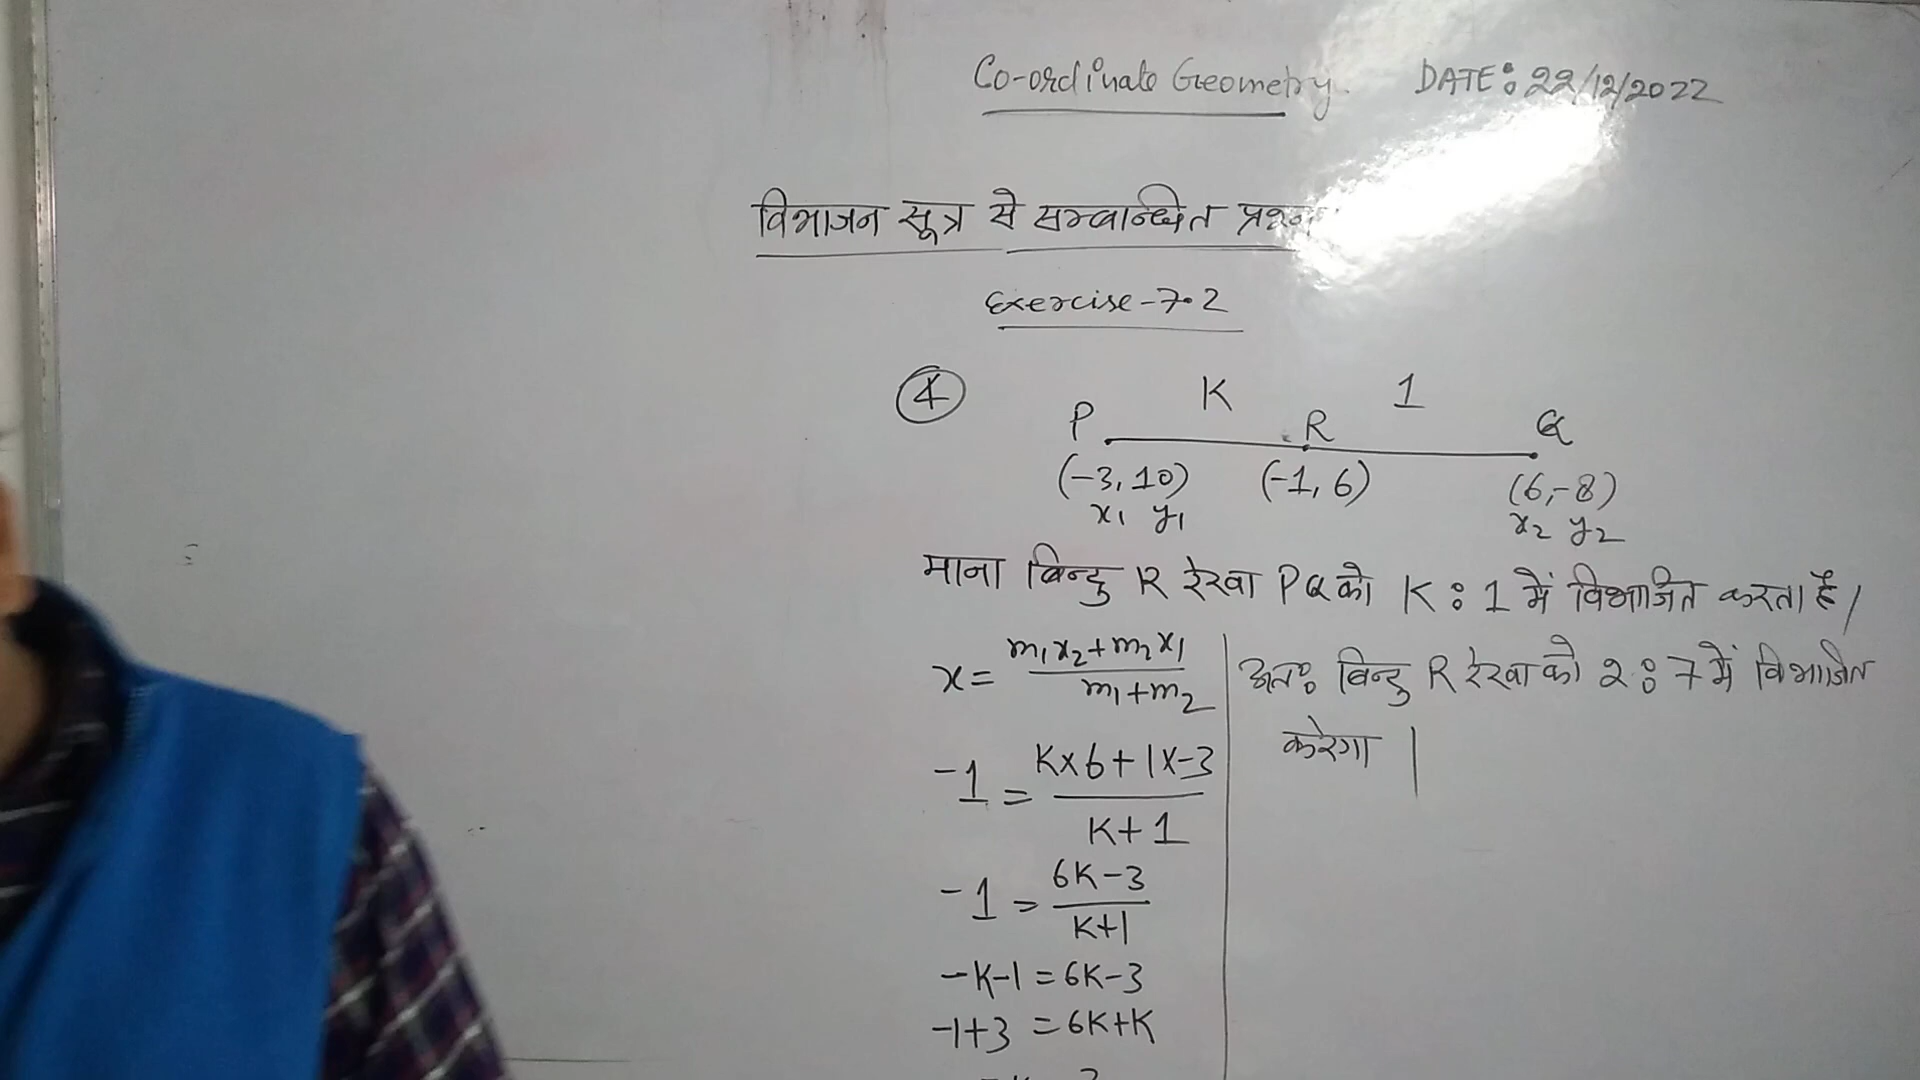 Co-ordinate Geometry. DATE: 22/12/2022
विभाजन सूत्र से सम्बन्धित प्रश्न
Exercise-7.2
④
K 1
P R Q
(-3,10) (-1,6) (6,-8)
x₁ y₁ x₂ y₂
माना बिन्दु R रेखा PQ को K : 1 में विभाजित करता है।
x = (m₁x₂+m₂x₁)/(m₁+m₂)
-1 = (K×6+1×-3)/(K+1)
-1 = (6K-3)/(K+1)
-K-1 = 6K-3
-1+3 = 6K+K
अतः बिन्दु R रेखा को 2 : 7 में विभाजित
करेगा।